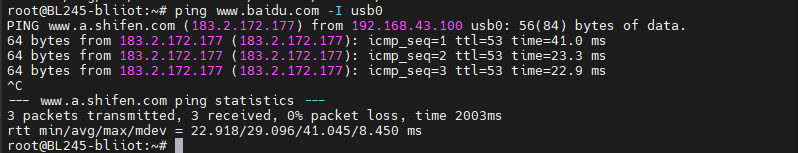 root@BL245-bliiot:~# ping www.baidu.com -I usb0
PING www.a.shifen.com (183.2.172.177) from 192.168.43.100 usb0: 56(84) bytes of data.
64 bytes from 183.2.172.177 (183.2.172.177): icmp_seq=1 ttl=53 time=41.0 ms
64 bytes from 183.2.172.177 (183.2.172.177): icmp_seq=2 ttl=53 time=23.3 ms
64 bytes from 183.2.172.177 (183.2.172.177): icmp_seq=3 ttl=53 time=22.9 ms
^C
--- www.a.shifen.com ping statistics ---
3 packets transmitted, 3 received, 0% packet loss, time 2003ms
rtt min/avg/max/mdev = 22.918/29.096/41.045/8.450 ms
root@BL245-bliiot:~#